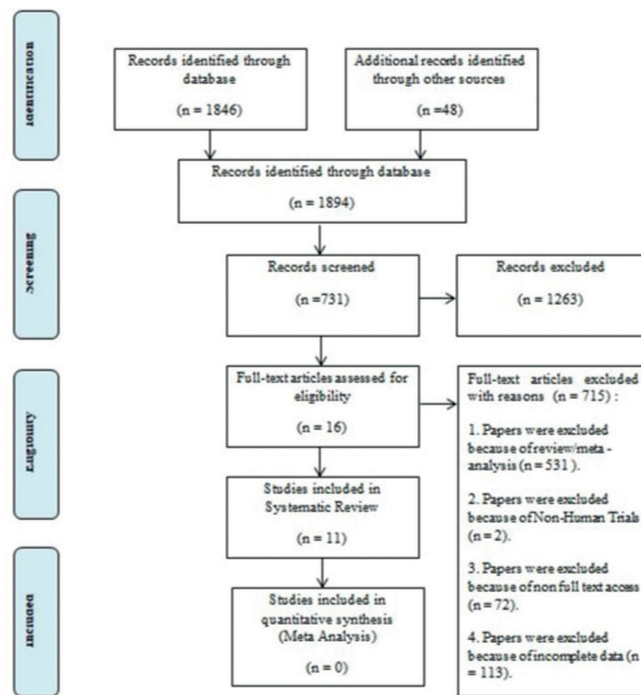 Identification
Records identified through
database
(n = 1846)
Additional records identified
through other sources
(n =48)
Records identified through database
(n = 1894)
Screening
Records screened
(n =731)
Records excluded
(n = 1263)
Eligibility
Full-text articles assessed for
eligibility
(n = 16)
Full-text articles excluded
with reasons (n = 715) :
1. Papers were excluded
because of review/meta -
analysis (n = 531 ).
2. Papers were excluded
because of Non-Human Trials
(n = 2).
3. Papers were excluded
because of non full text access
(n = 72).
4. Papers were excluded
because of incomplete data (n
= 113).
Studies included in
Systematic Review
(n = 11)
Included
Studies included in
quantitative synthesis
(Meta Analysis)
(n = 0)